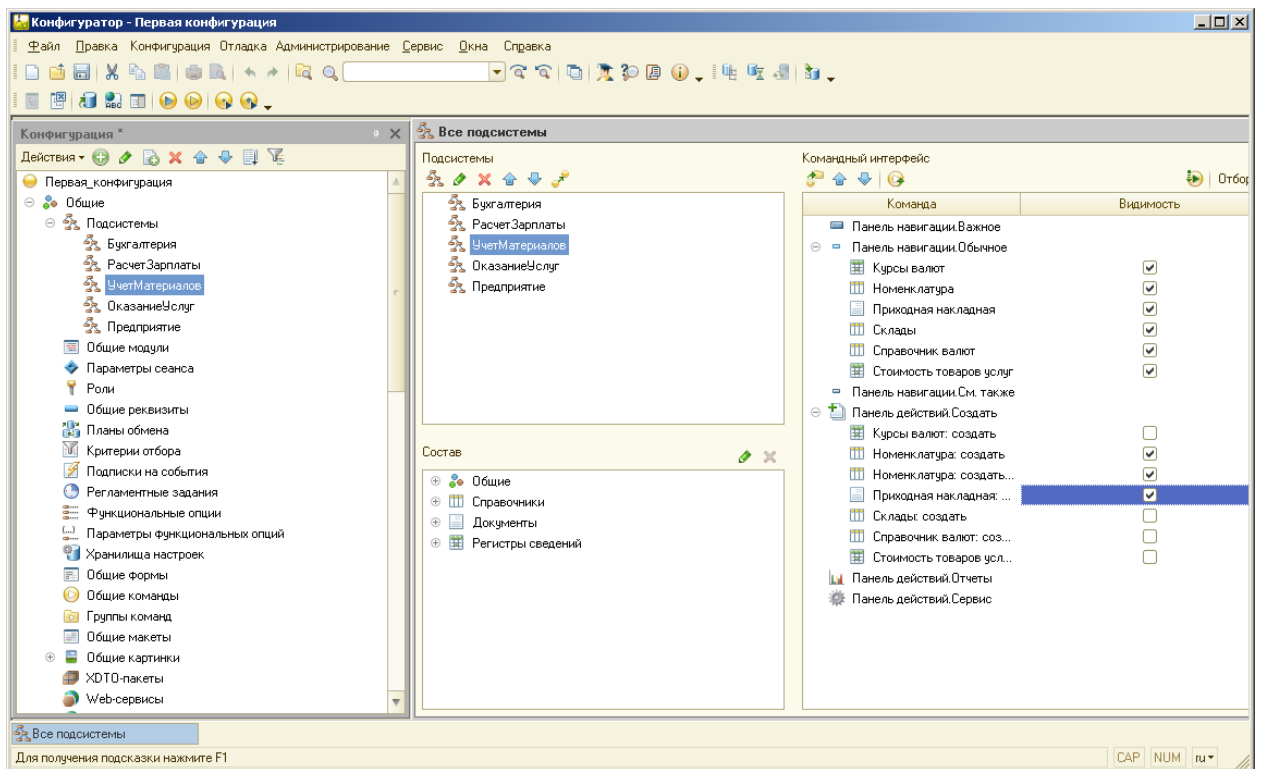 Конфигуратор - Первая конфигурация
Файл Правка Конфигурация Отладка Администрирование Сервис Окна Справка
Конфигурация *
Действия
Первая_конфигурация
Общие
Подсистемы
Бухгалтерия
РасчетЗарплаты
УчетМатериалов
ОказаниеУслуг
Предприятие
Общие модули
Параметры сеанса
Роли
Общие реквизиты
Планы обмена
Критерии отбора
Подписки на события
Регламентные задания
Функциональные опции
Параметры функциональных опций
Хранилища настроек
Общие формы
Общие команды
Группы команд
Общие макеты
Общие картинки
XDTO-пакеты
Web-сервисы
Все подсистемы
Подсистемы
Бухгалтерия
РасчетЗарплаты
УчетМатериалов
ОказаниеУслуг
Предприятие
Состав
Общие
Справочники
Документы
Регистры сведений
Командный интерфейс
Отбор
Команда Видимость
Панель навигации.Важное
Панель навигации.Обычное
Курсы валют
Номенклатура
Приходная накладная
Склады
Справочник валют
Стоимость товаров услуг
Панель навигации.См. также
Панель действий.Создать
Курсы валют: создать
Номенклатура: создать
Номенклатура: создать...
Приходная накладная: ...
Склады: создать
Справочник валют: соз...
Стоимость товаров усл...
Панель действий.Отчеты
Панель действий.Сервис
Все подсистемы
Для получения подсказки нажмите F1
CAP NUM ru